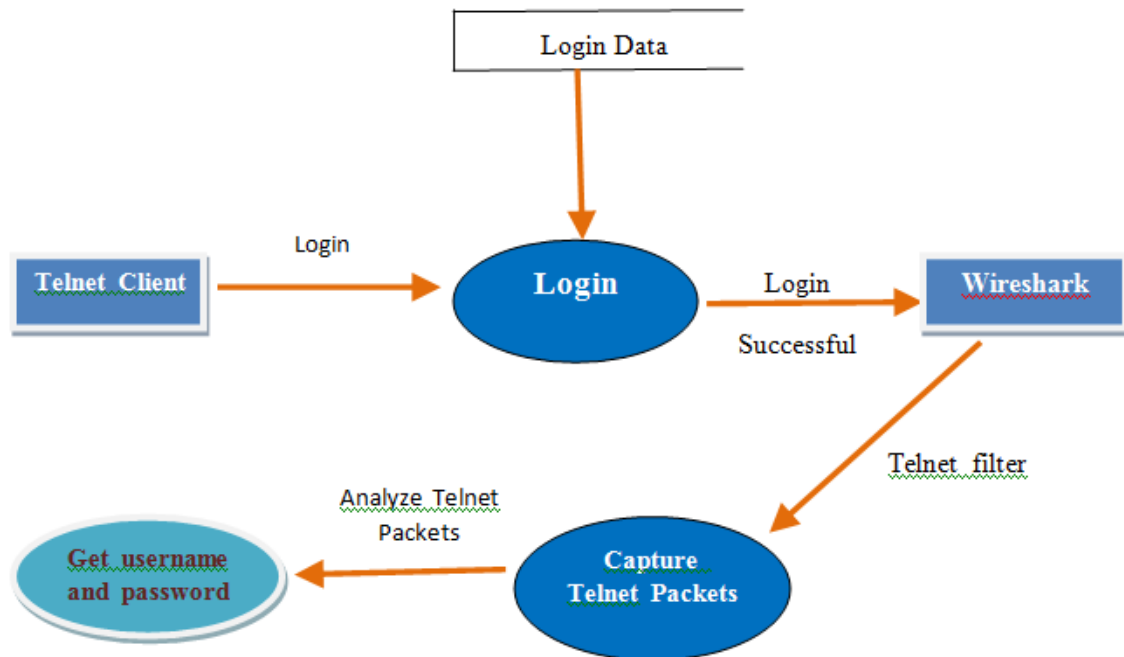 Login Data
Login
Telnet Client
Login
Login
Successful
Wireshark
Telnet filter
Analyze Telnet
Packets
Get username
and password
Capture
Telnet Packets